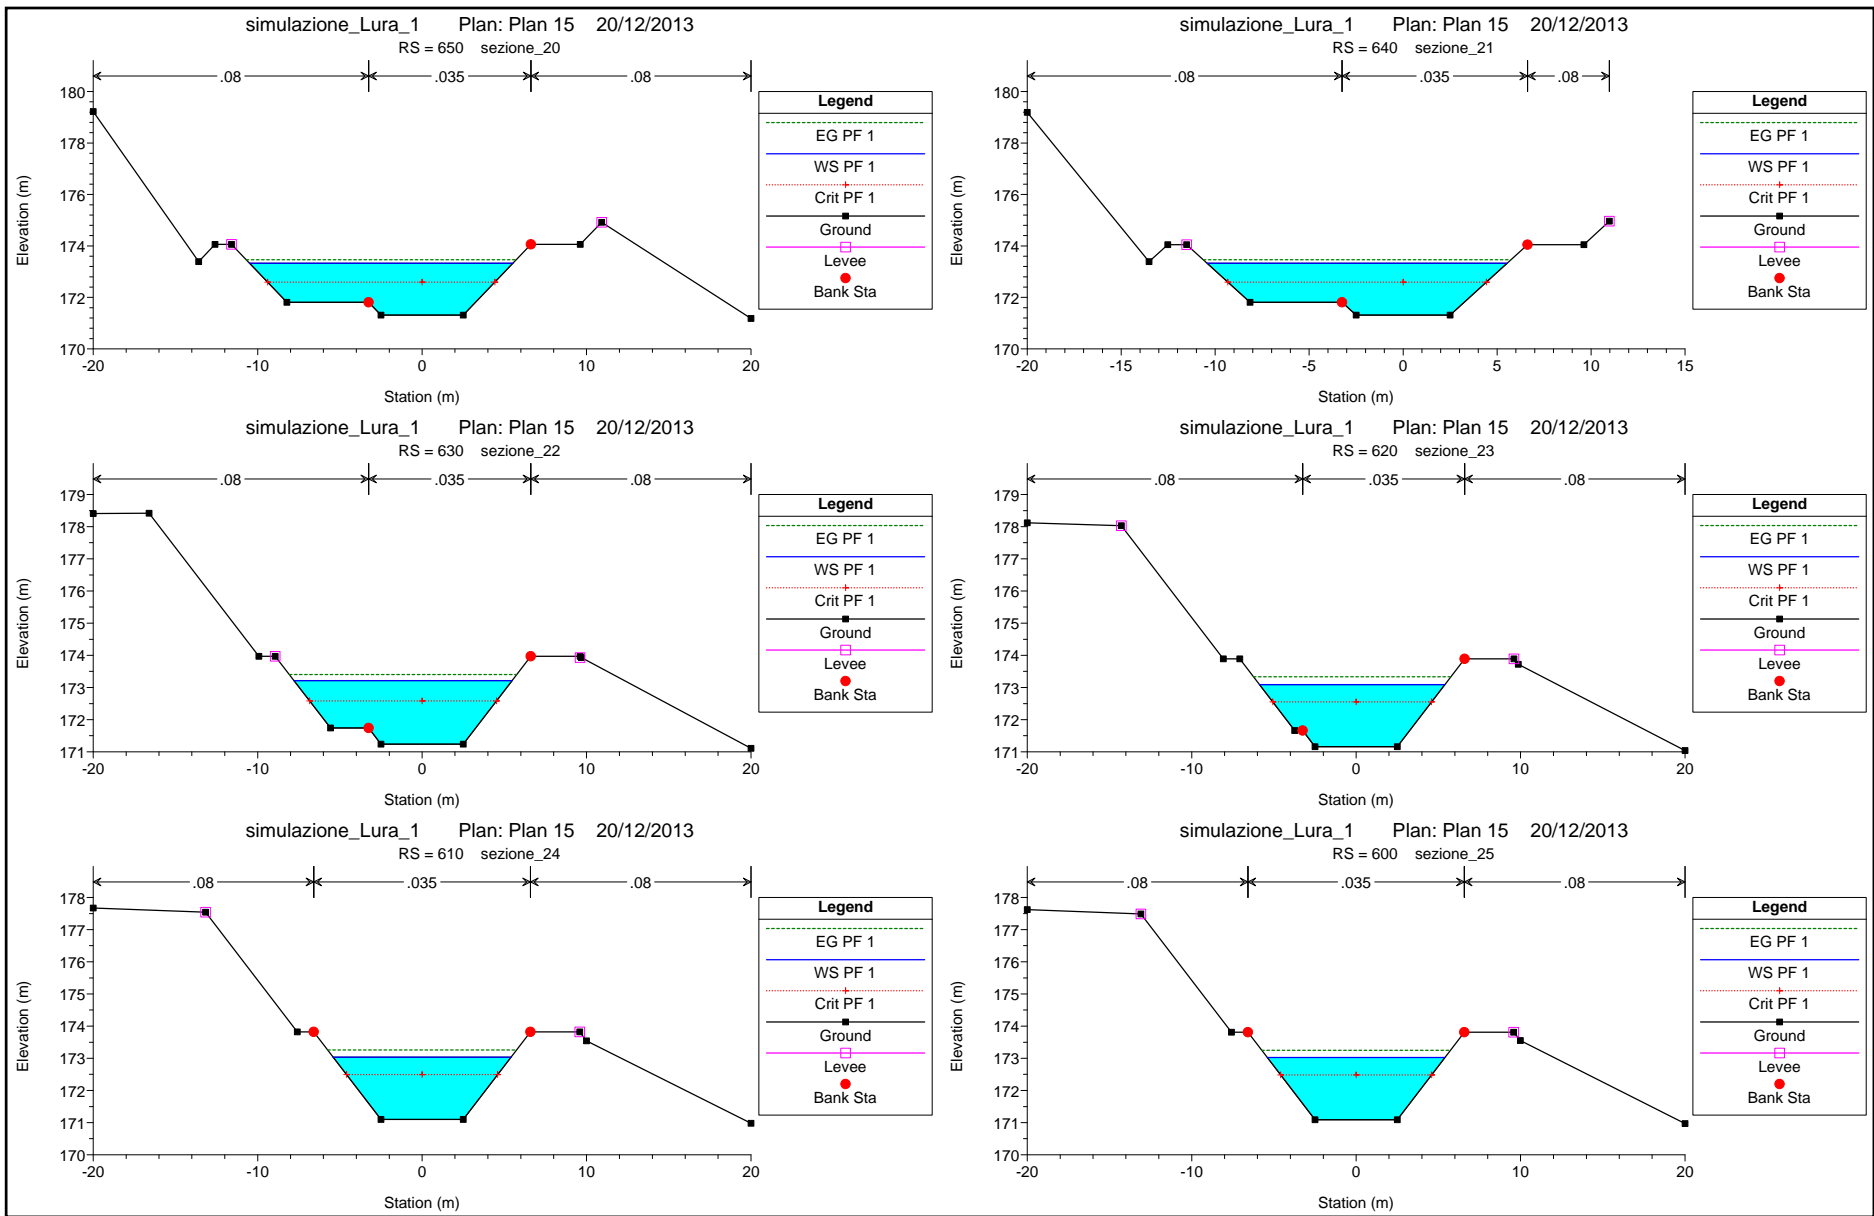 simulazione_Lura_1 Plan: Plan 15 20/12/2013
RS = 650 sezione_20
.08 .035 .08
180
178
176
174
172
170
-20 -10 0 10 20
Elevation (m)
Station (m)
Legend
EG PF 1
WS PF 1
Crit PF 1
Ground
Levee
Bank Sta
simulazione_Lura_1 Plan: Plan 15 20/12/2013
RS = 640 sezione_21
.08 .035 .08
180
178
176
174
172
170
-20 -15 -10 -5 0 5 10 15
Elevation (m)
Station (m)
Legend
EG PF 1
WS PF 1
Crit PF 1
Ground
Levee
Bank Sta
simulazione_Lura_1 Plan: Plan 15 20/12/2013
RS = 630 sezione_22
.08 .035 .08
179
178
177
176
175
174
173
172
171
-20 -10 0 10 20
Elevation (m)
Station (m)
Legend
EG PF 1
WS PF 1
Crit PF 1
Ground
Levee
Bank Sta
simulazione_Lura_1 Plan: Plan 15 20/12/2013
RS = 620 sezione_23
.08 .035 .08
179
178
177
176
175
174
173
172
171
-20 -10 0 10 20
Elevation (m)
Station (m)
Legend
EG PF 1
WS PF 1
Crit PF 1
Ground
Levee
Bank Sta
simulazione_Lura_1 Plan: Plan 15 20/12/2013
RS = 610 sezione_24
.08 .035 .08
178
177
176
175
174
173
172
171
170
-20 -10 0 10 20
Elevation (m)
Station (m)
Legend
EG PF 1
WS PF 1
Crit PF 1
Ground
Levee
Bank Sta
simulazione_Lura_1 Plan: Plan 15 20/12/2013
RS = 600 sezione_25
.08 .035 .08
178
177
176
175
174
173
172
171
170
-20 -10 0 10 20
Elevation (m)
Station (m)
Legend
EG PF 1
WS PF 1
Crit PF 1
Ground
Levee
Bank Sta